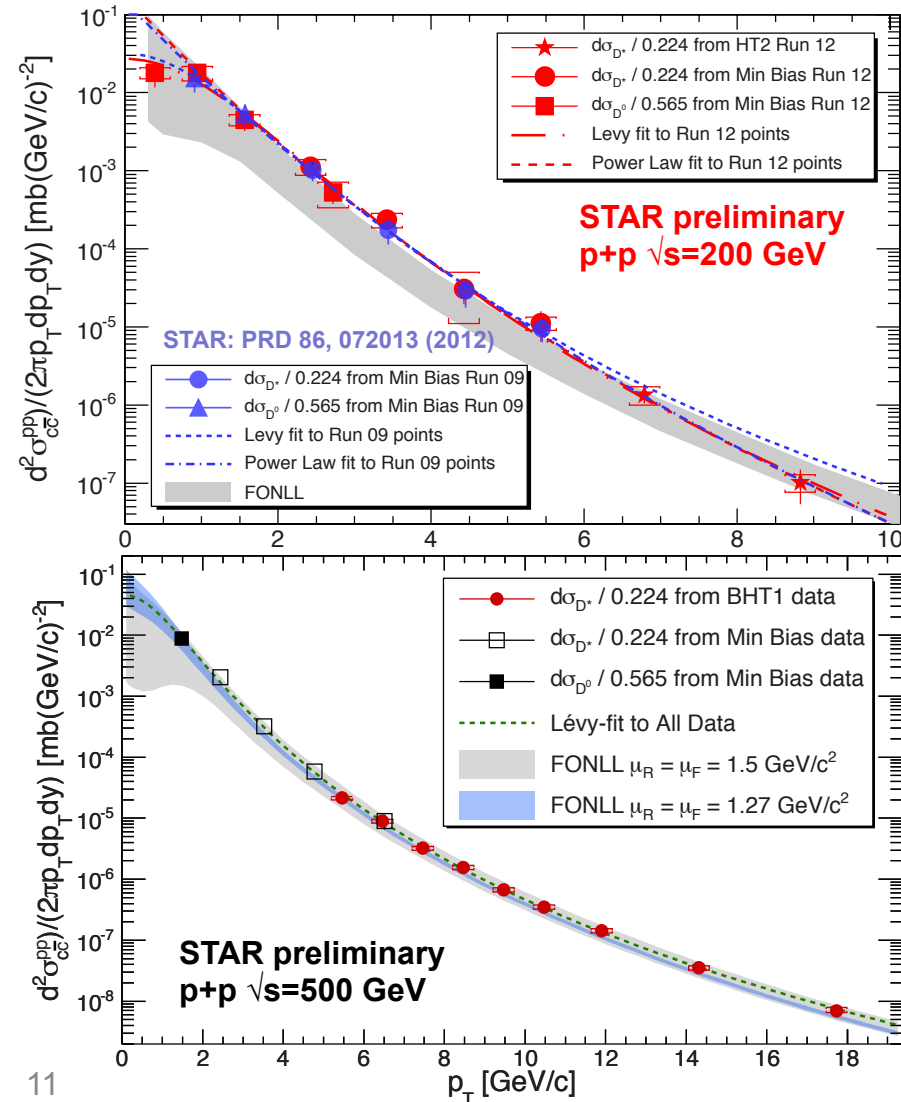 d²σ^pp_cc̄/(2πp_T dp_T dy) [mb(GeV/c)⁻²]
10⁻¹
10⁻²
10⁻³
10⁻⁴
10⁻⁵
10⁻⁶
10⁻⁷
dσ_D* / 0.224 from HT2 Run 12
dσ_D* / 0.224 from Min Bias Run 12
dσ_D⁰ / 0.565 from Min Bias Run 12
Levy fit to Run 12 points
Power Law fit to Run 12 points
STAR preliminary
p+p √s=200 GeV
STAR: PRD 86, 072013 (2012)
dσ_D* / 0.224 from Min Bias Run 09
dσ_D⁰ / 0.565 from Min Bias Run 09
Levy fit to Run 09 points
Power Law fit to Run 09 points
FONLL
0 2 4 6 8 10
d²σ^pp_cc̄/(2πp_T dp_T dy) [mb(GeV/c)⁻²]
10⁻¹
10⁻²
10⁻³
10⁻⁴
10⁻⁵
10⁻⁶
10⁻⁷
10⁻⁸
dσ_D* / 0.224 from BHT1 data
dσ_D* / 0.224 from Min Bias data
dσ_D⁰ / 0.565 from Min Bias data
Lévy-fit to All Data
FONLL μ_R = μ_F = 1.5 GeV/c²
FONLL μ_R = μ_F = 1.27 GeV/c²
STAR preliminary
p+p √s=500 GeV
0 2 4 6 8 10 12 14 16 18
p_T [GeV/c]
11